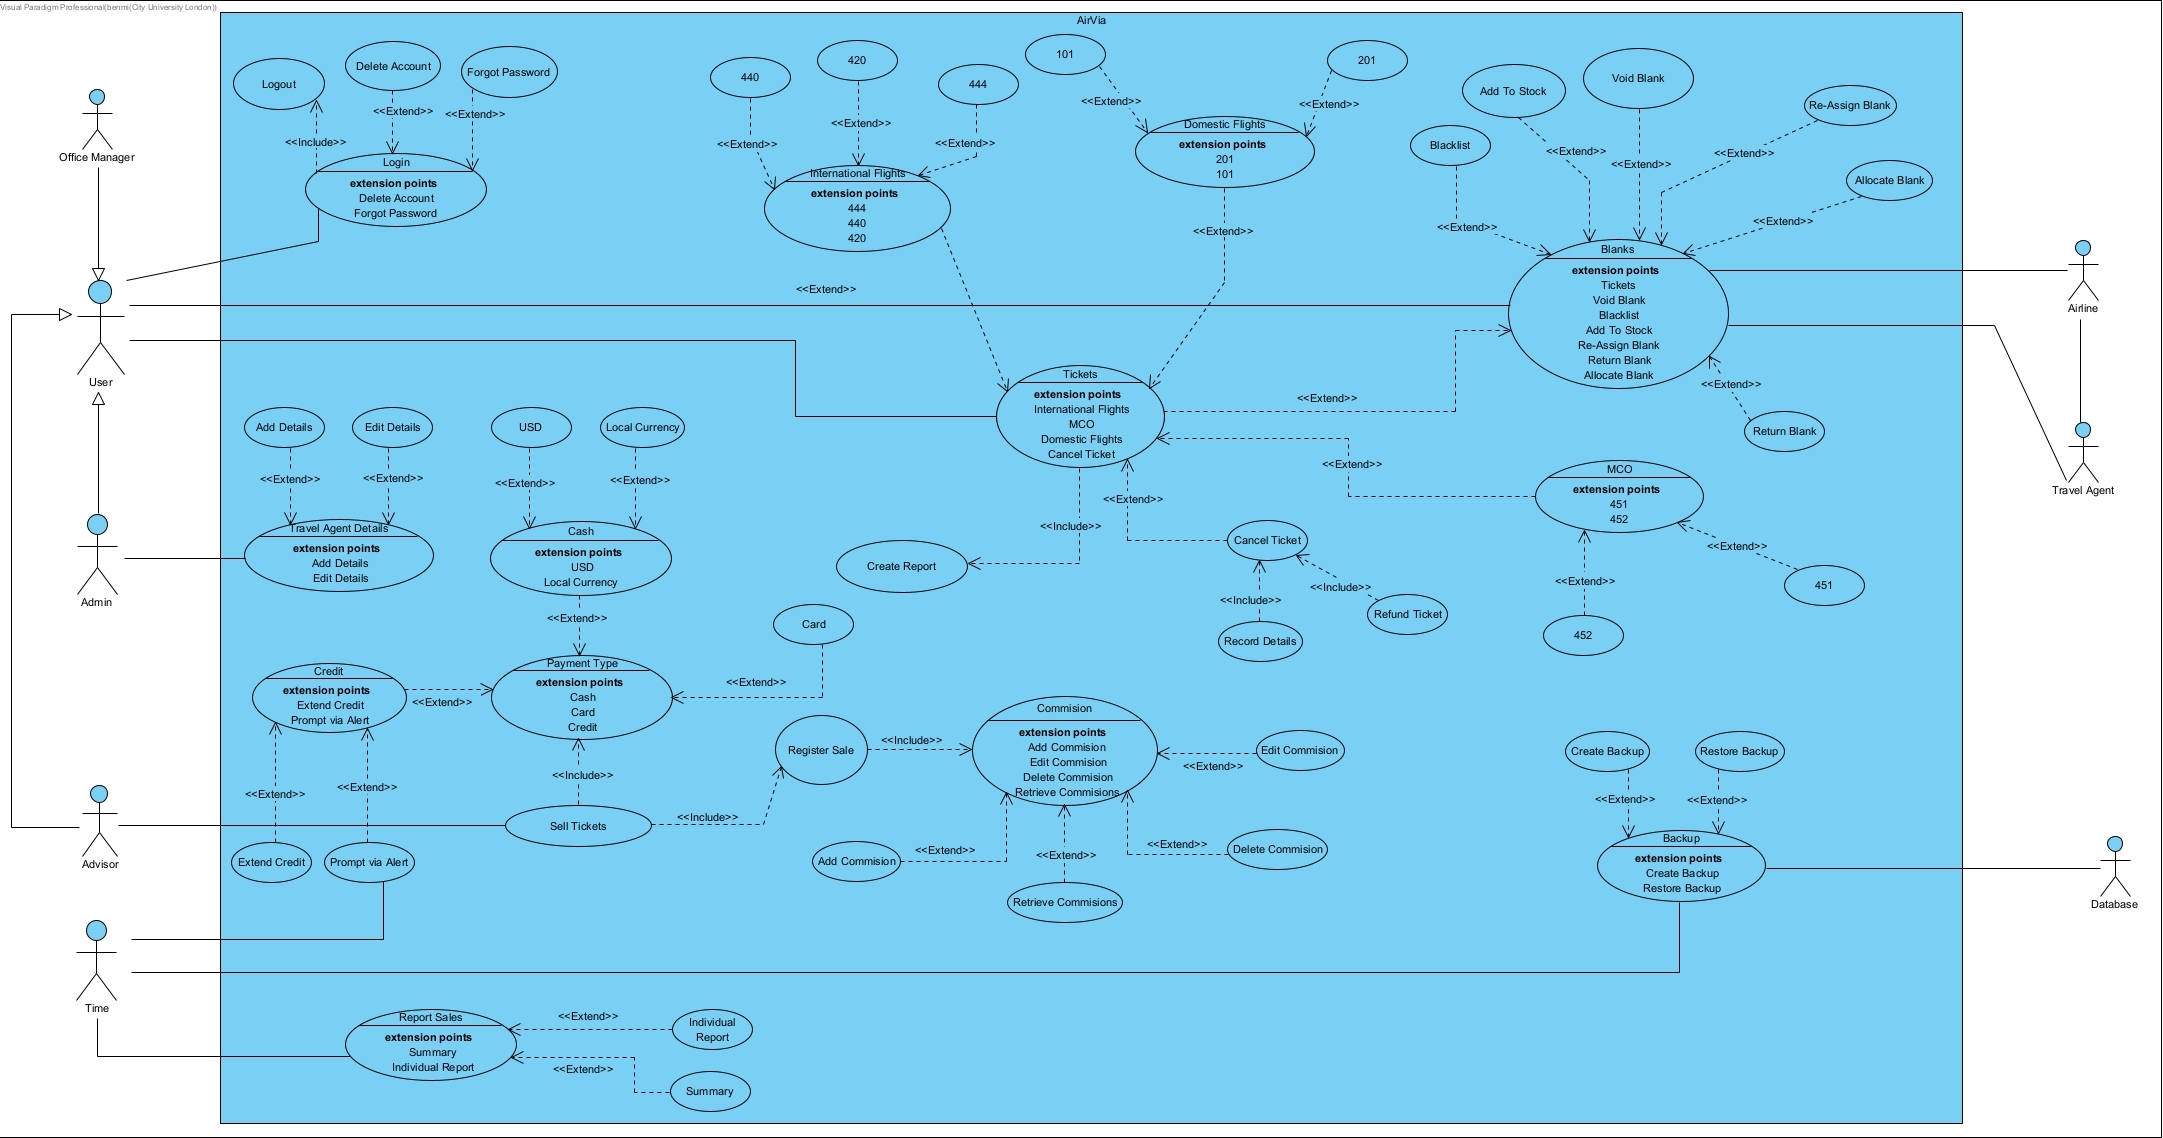 Visual Paradigm Professional(benmi(City University London))
AirVia
Logout
Delete Account
Forgot Password
<<Include>>
<<Extend>>
<<Extend>>
Login
extension points
Delete Account
Forgot Password
Office Manager
User
Admin
Advisor
Time
440
420
444
<<Extend>>
<<Extend>>
<<Extend>>
International Flights
extension points
444
440
420
101
201
<<Extend>>
<<Extend>>
Domestic Flights
extension points
201
101
<<Extend>>
<<Extend>>
Add To Stock
Void Blank
Re-Assign Blank
Blacklist
Allocate Blank
<<Extend>>
<<Extend>>
<<Extend>>
<<Extend>>
<<Extend>>
Blanks
extension points
Tickets
Void Blank
Blacklist
Add To Stock
Re-Assign Blank
Return Blank
Allocate Blank
<<Extend>>
Return Blank
Airline
Travel Agent
Tickets
extension points
International Flights
MCO
Domestic Flights
Cancel Ticket
<<Extend>>
<<Extend>>
<<Extend>>
<<Include>>
Create Report
Cancel Ticket
<<Include>>
<<Include>>
Record Details
Refund Ticket
MCO
extension points
451
452
<<Extend>>
<<Extend>>
451
452
Add Details
Edit Details
<<Extend>>
<<Extend>>
Travel Agent Details
extension points
Add Details
Edit Details
USD
Local Currency
<<Extend>>
<<Extend>>
Cash
extension points
USD
Local Currency
<<Extend>>
Card
<<Extend>>
Payment Type
extension points
Cash
Card
Credit
Credit
extension points
Extend Credit
Prompt via Alert
<<Extend>>
<<Extend>>
<<Extend>>
Extend Credit
Prompt via Alert
<<Include>>
Sell Tickets
<<Include>>
Register Sale
<<Include>>
Commision
extension points
Add Commision
Edit Commision
Delete Commision
Retrieve Commisions
Edit Commision
<<Extend>>
<<Extend>>
<<Extend>>
<<Extend>>
Add Commision
Delete Commision
Retrieve Commisions
Create Backup
Restore Backup
<<Extend>>
<<Extend>>
Backup
extension points
Create Backup
Restore Backup
Database
Report Sales
extension points
Summary
Individual Report
<<Extend>>
<<Extend>>
Individual
Report
Summary